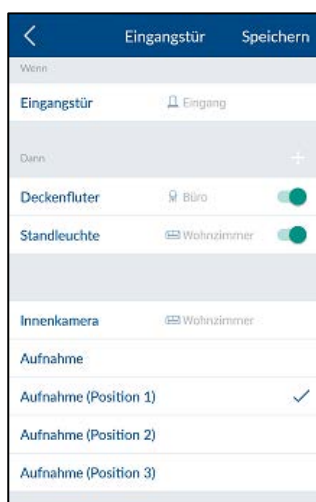 Eingangstür Speichern
Wenn
Eingangstür Eingang
Dann
Deckenfluter Büro
Standleuchte Wohnzimmer
Innenkamera Wohnzimmer
Aufnahme
Aufnahme (Position 1)
Aufnahme (Position 2)
Aufnahme (Position 3)